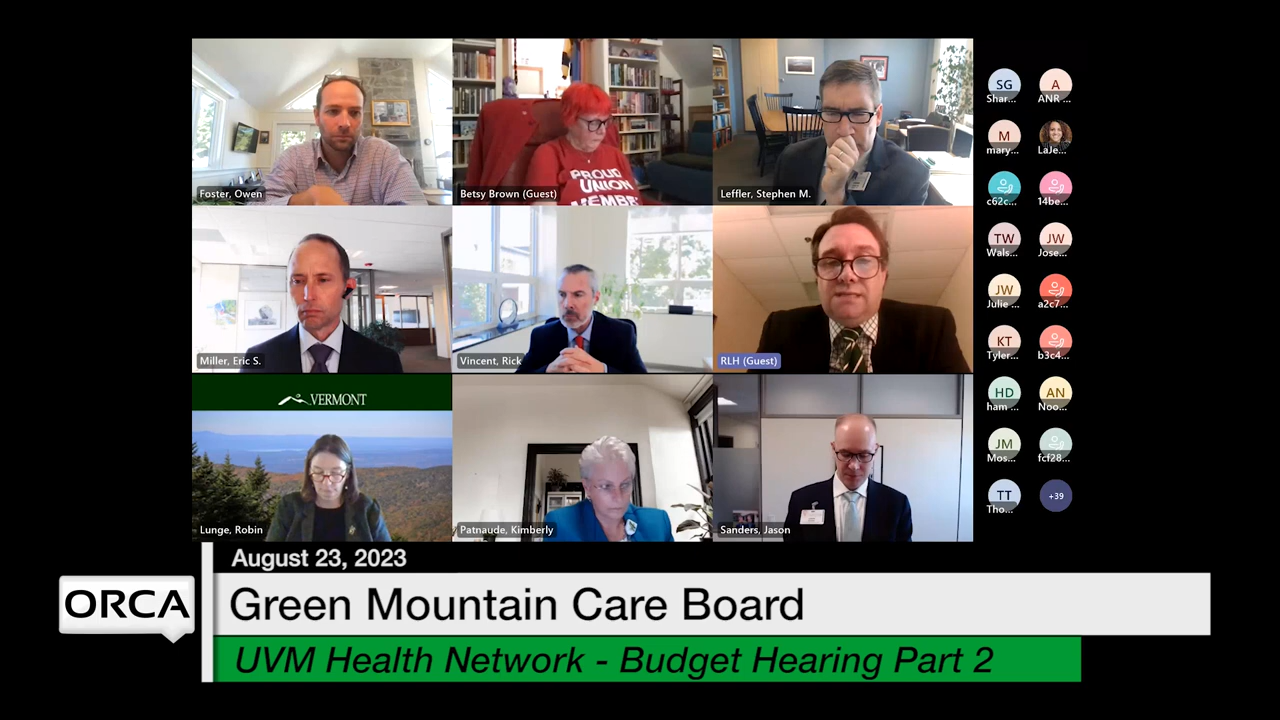 SG
A
Shar...
ANR ...
M
mary...
LaJe...
Foster, Owen
Betsy Brown (Guest)
PROUD
UNION
MEMBER
Leffler, Stephen M.
c62c...
14be...
TW
JW
Wals...
Jose...
JW
Julie ...
a2c7...
Miller, Eric S.
Vincent, Rick
RLH (Guest)
KT
Tyler...
b3c4...
VERMONT
HD
AN
ham ...
Noo...
JM
Mos...
fcf28...
TT
+39
Tho...
Lunge, Robin
Patnaude, Kimberly
Sanders, Jason
August 23, 2023
ORCA
Green Mountain Care Board
UVM Health Network - Budget Hearing Part 2